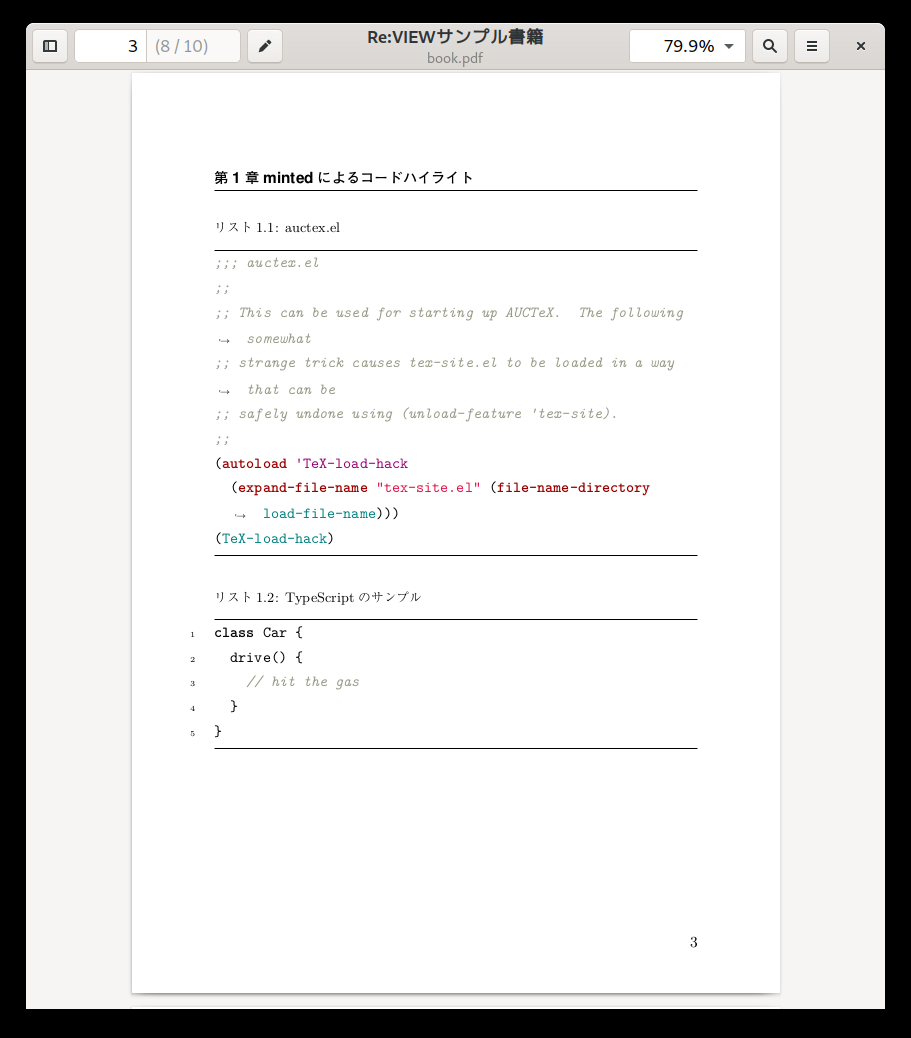 3 (8 / 10)
Re:VIEWサンプル書籍
book.pdf
79.9%
第 1 章 minted によるコードハイライト
リスト 1.1: auctex.el
;;; auctex.el
;;
;; This can be used for starting up AUCTeX.  The following
↪  somewhat
;; strange trick causes tex-site.el to be loaded in a way
↪  that can be
;; safely undone using (unload-feature 'tex-site).
;;
(autoload 'TeX-load-hack
  (expand-file-name "tex-site.el" (file-name-directory
  ↪  load-file-name)))
(TeX-load-hack)
リスト 1.2: TypeScript のサンプル
1 class Car {
2   drive() {
3     // hit the gas
4   }
5 }
3